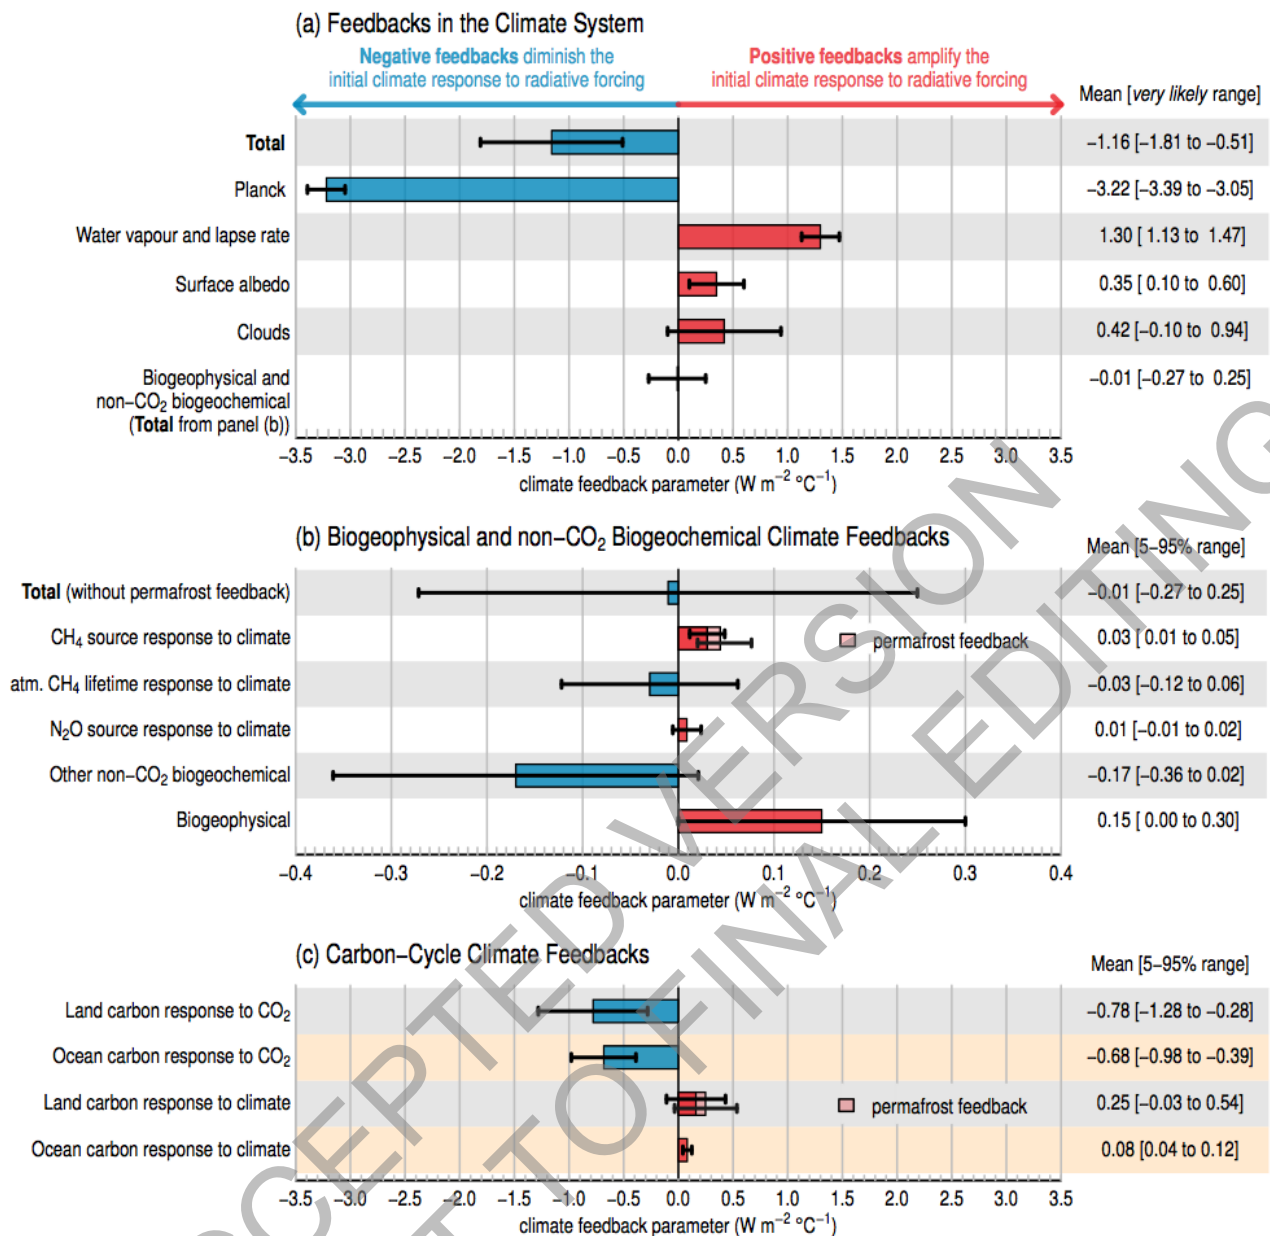 (a) Feedbacks in the Climate System
Negative feedbacks diminish the
initial climate response to radiative forcing
Positive feedbacks amplify the
initial climate response to radiative forcing
Mean [very likely range]
Total
−1.16 [−1.81 to −0.51]
Planck
−3.22 [−3.39 to −3.05]
Water vapour and lapse rate
1.30 [ 1.13 to 1.47]
Surface albedo
0.35 [ 0.10 to 0.60]
Clouds
0.42 [−0.10 to 0.94]
Biogeophysical and
non−CO₂ biogeochemical
(Total from panel (b))
−0.01 [−0.27 to 0.25]
−3.5 −3.0 −2.5 −2.0 −1.5 −1.0 −0.5 0.0 0.5 1.0 1.5 2.0 2.5 3.0 3.5
climate feedback parameter (W m⁻² °C⁻¹)
(b) Biogeophysical and non−CO₂ Biogeochemical Climate Feedbacks
Mean [5−95% range]
Total (without permafrost feedback)
−0.01 [−0.27 to 0.25]
CH₄ source response to climate
permafrost feedback
0.03 [ 0.01 to 0.05]
atm. CH₄ lifetime response to climate
−0.03 [−0.12 to 0.06]
N₂O source response to climate
0.01 [−0.01 to 0.02]
Other non−CO₂ biogeochemical
−0.17 [−0.36 to 0.02]
Biogeophysical
0.15 [ 0.00 to 0.30]
−0.4 −0.3 −0.2 −0.1 0.0 0.1 0.2 0.3 0.4
climate feedback parameter (W m⁻² °C⁻¹)
(c) Carbon−Cycle Climate Feedbacks
Mean [5−95% range]
Land carbon response to CO₂
−0.78 [−1.28 to −0.28]
Ocean carbon response to CO₂
−0.68 [−0.98 to −0.39]
Land carbon response to climate
permafrost feedback
0.25 [−0.03 to 0.54]
Ocean carbon response to climate
0.08 [0.04 to 0.12]
−3.5 −3.0 −2.5 −2.0 −1.5 −1.0 −0.5 0.0 0.5 1.0 1.5 2.0 2.5 3.0 3.5
climate feedback parameter (W m⁻² °C⁻¹)
VERSION
TO FINAL EDITING